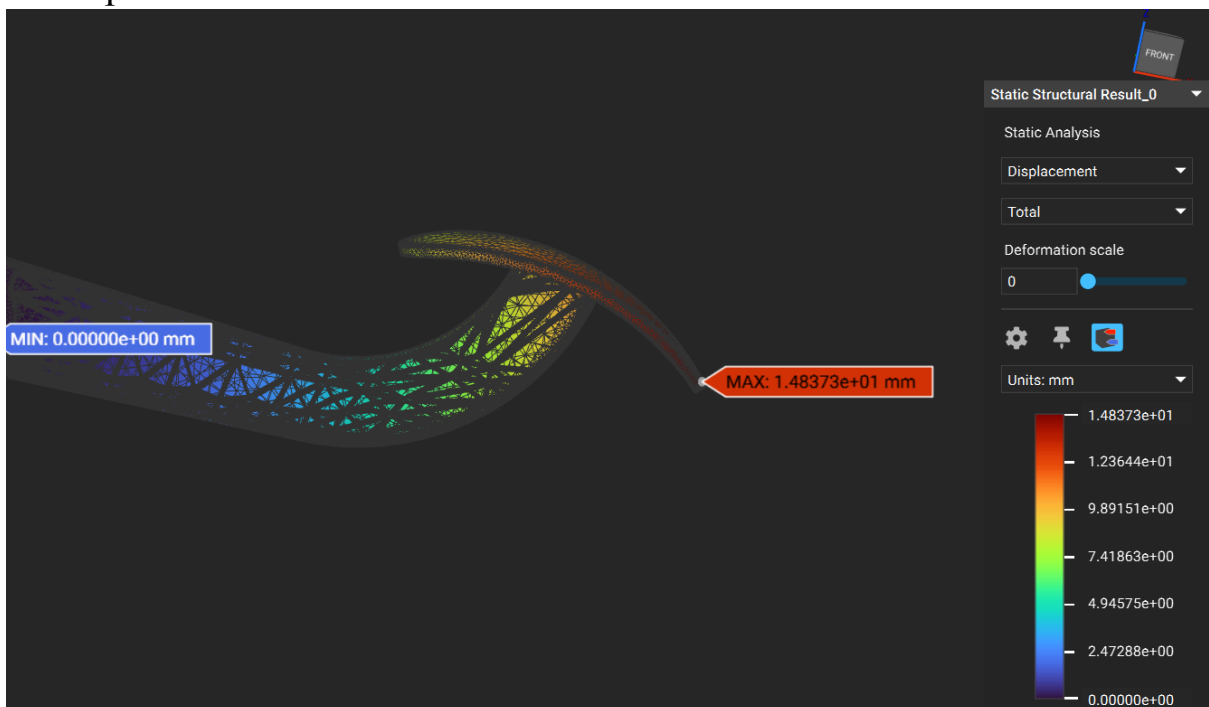 Z
FRONT
Static Structural Result_0
Static Analysis
Displacement
Total
Deformation scale
0
Units: mm
1.48373e+01
1.23644e+01
9.89151e+00
7.41863e+00
4.94575e+00
2.47288e+00
0.00000e+00
MIN: 0.00000e+00 mm
MAX: 1.48373e+01 mm